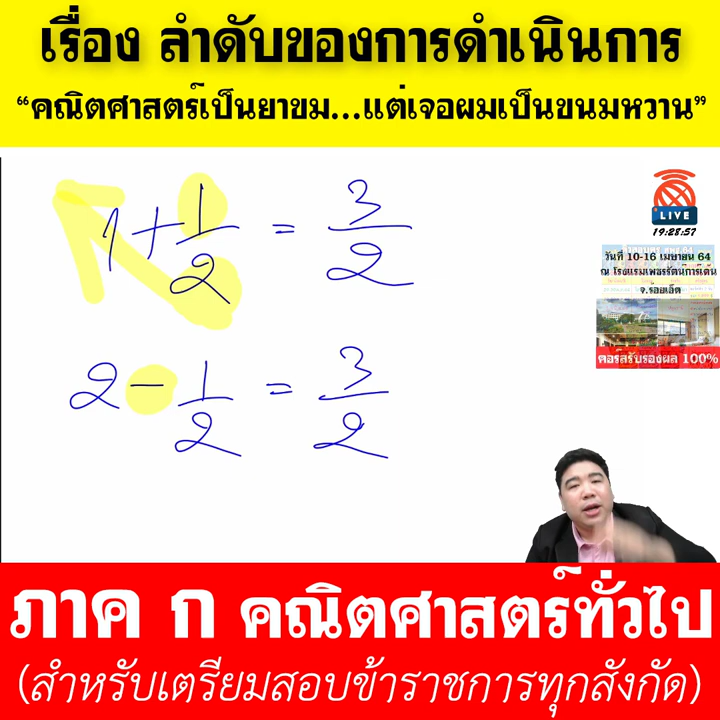 เรื่อง ลำดับของการดำเนินการ
“คณิตศาสตร์เป็นยาขม...แต่เจอผมเป็นขนมหวาน”
1 + 1/2 = 3/2
2 - 1/2 = 3/2
LIVE
19:28:57
วันที่ 10-16 เมษายน 64
ณ โรงแรมเพชรรัชต์การ์เด้น
จ.ร้อยเอ็ด
คอร์สรับรองผล 100%
ภาค ก คณิตศาสตร์ทั่วไป
(สำหรับเตรียมสอบข้าราชการทุกสังกัด)